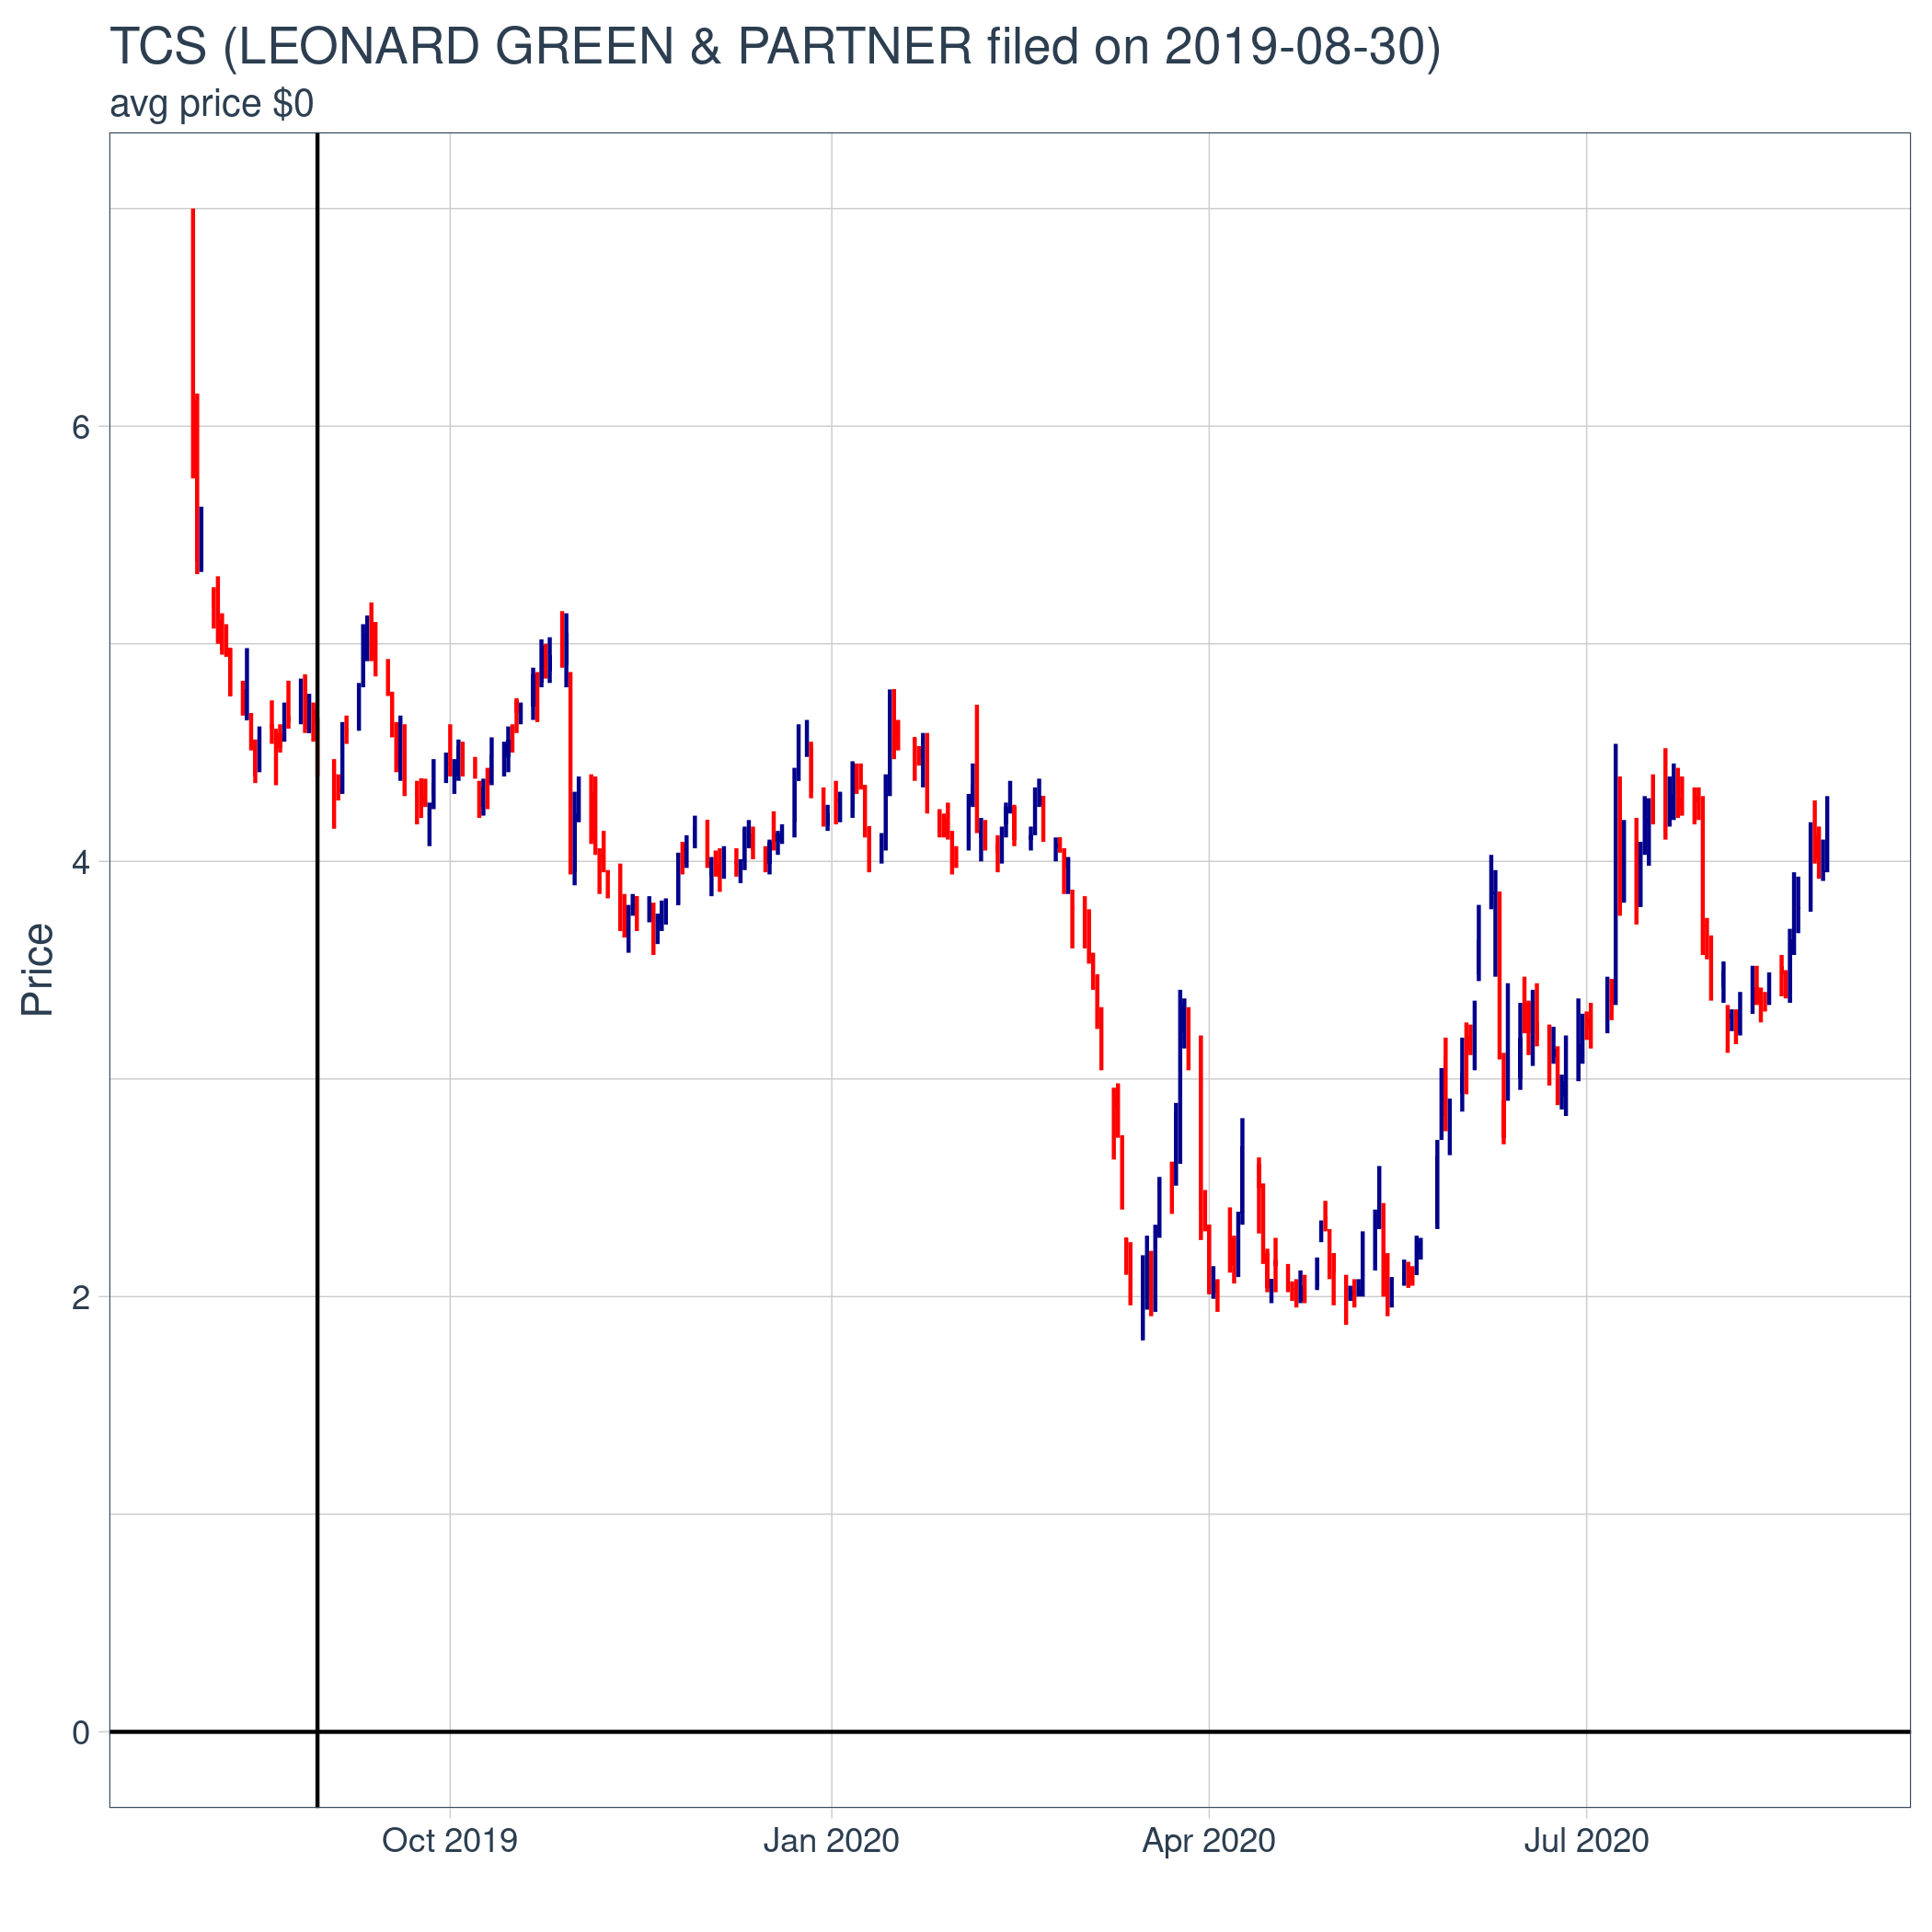 TCS (LEONARD GREEN & PARTNER filed on 2019-08-30)
avg price $0
6
4
2
0
Price
Oct 2019
Jan 2020
Apr 2020
Jul 2020